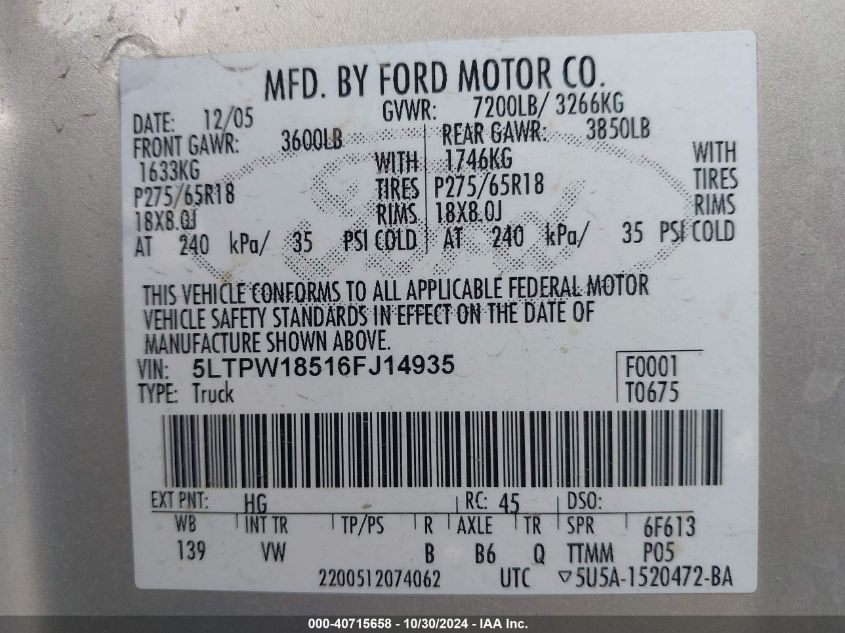 MFD. BY FORD MOTOR CO.
DATE: 12/05 GVWR: 7200LB/ 3266KG
FRONT GAWR: 3600LB REAR GAWR: 3850LB
1633KG WITH 1746KG WITH
P275/65R18 TIRES P275/65R18 TIRES
18X8.0J RIMS 18X8.0J RIMS
AT 240 kPa/ 35 PSI COLD AT 240 kPa/ 35 PSI COLD
Ford
THIS VEHICLE CONFORMS TO ALL APPLICABLE FEDERAL MOTOR
VEHICLE SAFETY STANDARDS IN EFFECT ON THE DATE OF
MANUFACTURE SHOWN ABOVE.
VIN: 5LTPW18516FJ14935 F0001
TYPE: Truck T0675
EXT PNT: HG RC: 45 DSO:
WB INT TR TP/PS R AXLE TR SPR 6F613
139 VW B B6 Q TTMM P05
2200512074062 UTC ▽5U5A-1520472-BA
000-40715658 - 10/30/2024 - IAA Inc.